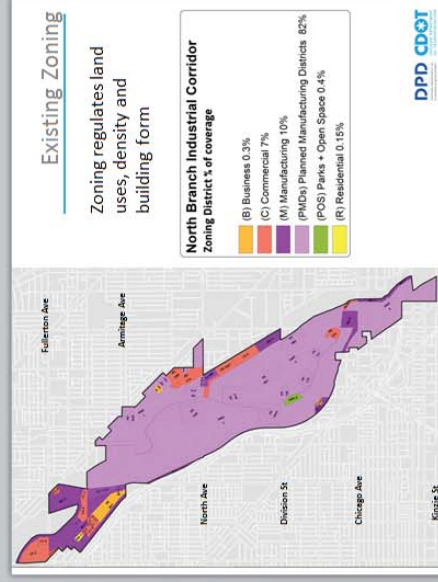 Existing Zoning
Zoning regulates land
uses, density and
building form
North Branch Industrial Corridor
Zoning District % of coverage
(B) Business 0.3%
(C) Commercial 7%
(M) Manufacturing 10%
(PMDs) Planned Manufacturing Districts 82%
(POS) Parks + Open Space 0.4%
(R) Residential 0.15%
Fullerton Ave
Armitage Ave
North Ave
Division St
Chicago Ave
Kinzie St
DPD CDOT